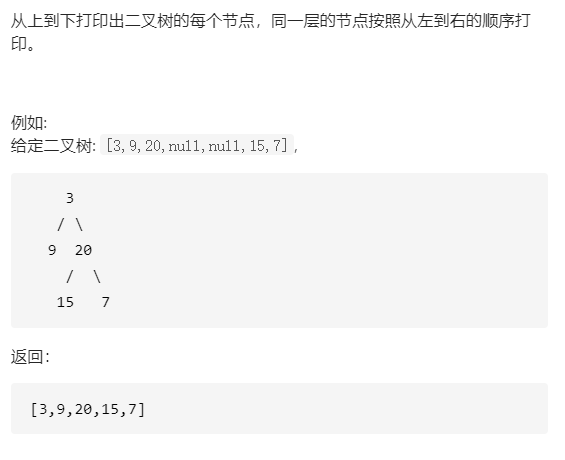 从上到下打印出二叉树的每个节点，同一层的节点按照从左到右的顺序打
印。
例如:
给定二叉树: [3,9,20,null,null,15,7],
3
/ \
9 20
/ \
15 7
返回：
[3,9,20,15,7]